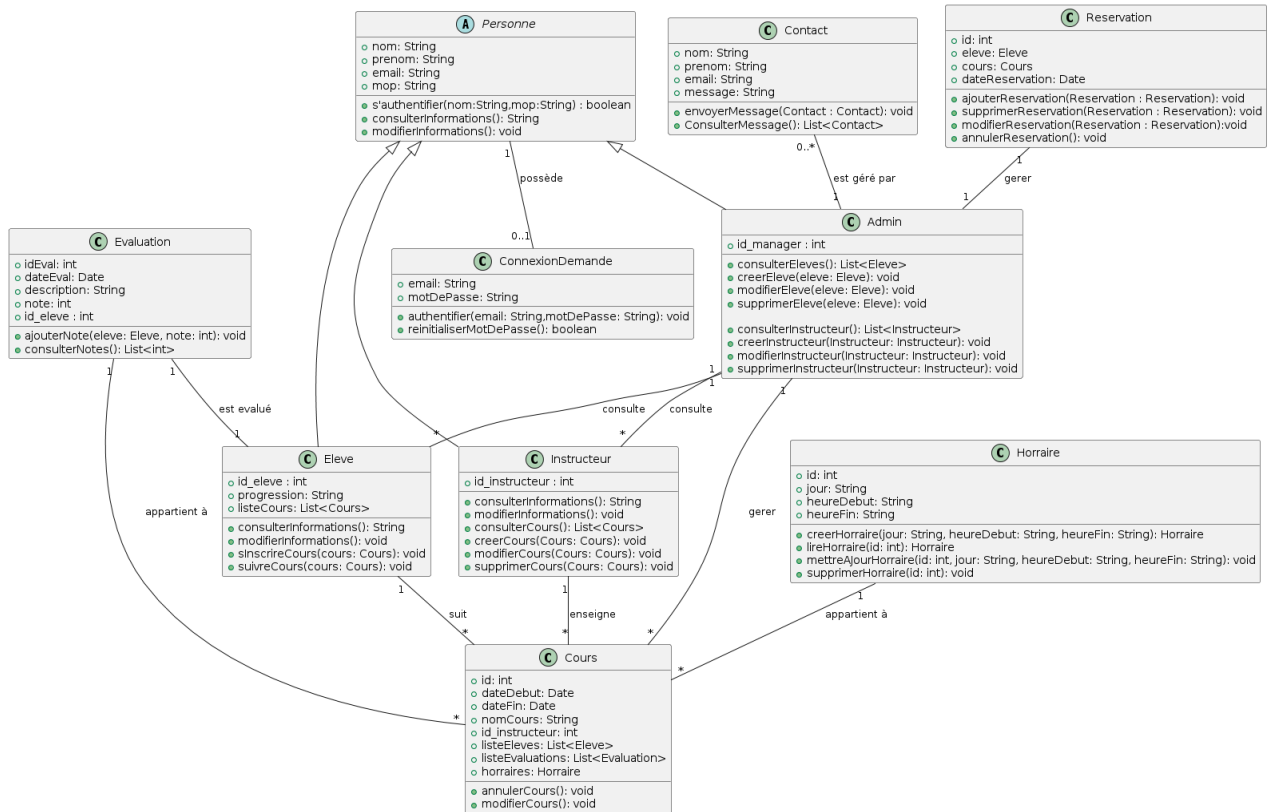 A Personne
nom: String
prenom: String
email: String
mop: String
s'authentifier(nom:String,mop:String) : boolean
consulterInformations(): String
modifierInformations(): void
C Contact
nom: String
prenom: String
email: String
message: String
envoyerMessage(Contact : Contact): void
ConsulterMessage(): List<Contact>
C Reservation
id: int
eleve: Eleve
cours: Cours
dateReservation: Date
ajouterReservation(Reservation : Reservation): void
supprimerReservation(Reservation : Reservation): void
modifierReservation(Reservation : Reservation):void
annulerReservation(): void
1
possède
0..1
0..*
est géré par
1
1
gerer
1
C Evaluation
idEval: int
dateEval: Date
description: String
note: int
id_eleve : int
ajouterNote(eleve: Eleve, note: int): void
consulterNotes(): List<int>
C ConnexionDemande
email: String
motDePasse: String
authentifier(email: String,motDePasse: String): void
reinitialiserMotDePasse(): boolean
C Admin
id_manager : int
consulterEleves(): List<Eleve>
creerEleve(eleve: Eleve): void
modifierEleve(eleve: Eleve): void
supprimerEleve(eleve: Eleve): void
consulterInstructeur(): List<Instructeur>
creerInstructeur(Instructeur: Instructeur): void
modifierInstructeur(Instructeur: Instructeur): void
supprimerInstructeur(Instructeur: Instructeur): void
1
1
est evalué
1
1
consulte
*
1
consulte
*
1
gerer
*
appartient à
*
C Eleve
id_eleve : int
progression: String
listeCours: List<Cours>
consulterInformations(): String
modifierInformations(): void
sInscrireCours(cours: Cours): void
suivreCours(cours: Cours): void
C Instructeur
id_instructeur : int
consulterInformations(): String
modifierInformations(): void
consulterCours(): List<Cours>
creerCours(Cours: Cours): void
modifierCours(Cours: Cours): void
supprimerCours(Cours: Cours): void
C Horraire
id: int
jour: String
heureDebut: String
heureFin: String
creerHorraire(jour: String, heureDebut: String, heureFin: String): Horraire
lireHorraire(id: int): Horraire
mettreAJourHorraire(id: int, jour: String, heureDebut: String, heureFin: String): void
supprimerHorraire(id: int): void
1
suit
*
1
enseigne
*
1
appartient à
*
C Cours
id: int
dateDebut: Date
dateFin: Date
nomCours: String
id_instructeur: int
listeEleves: List<Eleve>
listeEvaluations: List<Evaluation>
horraires: Horraire
annulerCours(): void
modifierCours(): void